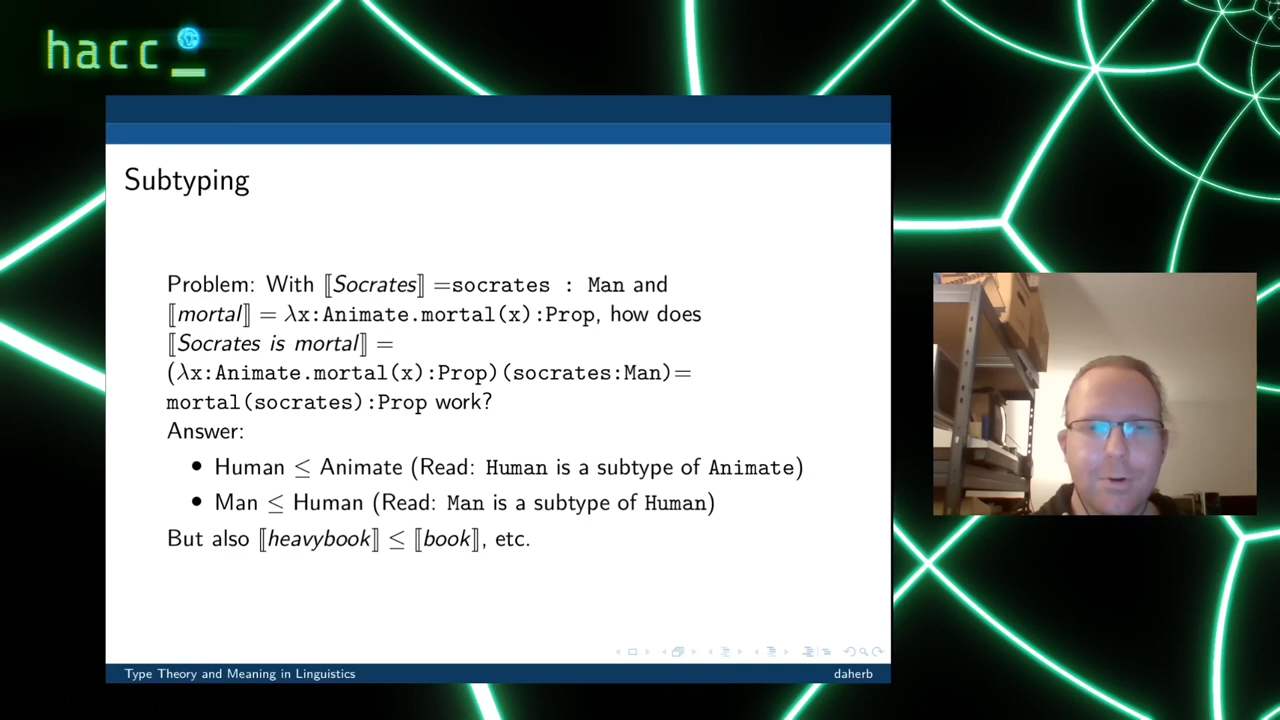 hacc_
Subtyping
Problem: With ⟦Socrates⟧ =socrates : Man and
⟦mortal⟧ = λx:Animate.mortal(x):Prop, how does
⟦Socrates is mortal⟧ =
(λx:Animate.mortal(x):Prop)(socrates:Man)=
mortal(socrates):Prop work?
Answer:
• Human ≤ Animate (Read: Human is a subtype of Animate)
• Man ≤ Human (Read: Man is a subtype of Human)
But also ⟦heavybook⟧ ≤ ⟦book⟧, etc.
Type Theory and Meaning in Linguistics
daherb